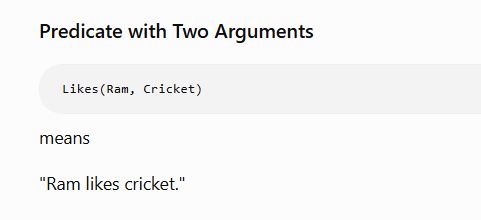 Predicate with Two Arguments
Likes(Ram, Cricket)
means
"Ram likes cricket."